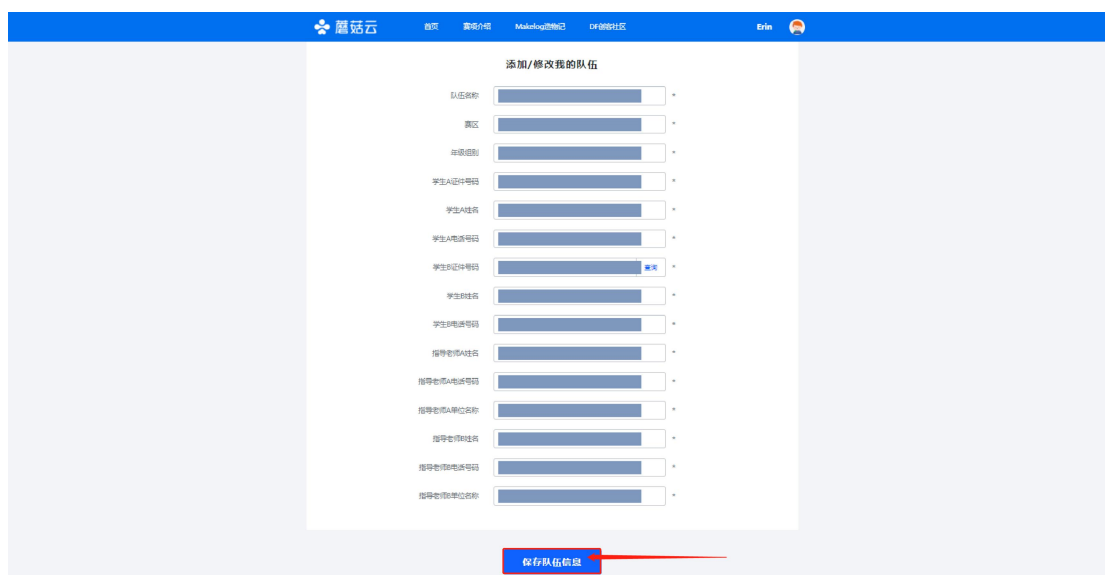 蘑菇云 首页 赛项介绍 Makelog造物记 DF创客社区 Erin
添加/修改我的队伍
队伍名称 *
赛区 *
年级组别 *
学生A证件号码 *
学生A姓名 *
学生A电话号码 *
学生B证件号码 查询 *
学生B姓名 *
学生B电话号码 *
指导老师A姓名 *
指导老师A电话号码 *
指导老师A单位名称 *
指导老师B姓名 *
指导老师B电话号码 *
指导老师B单位名称 *
保存队伍信息